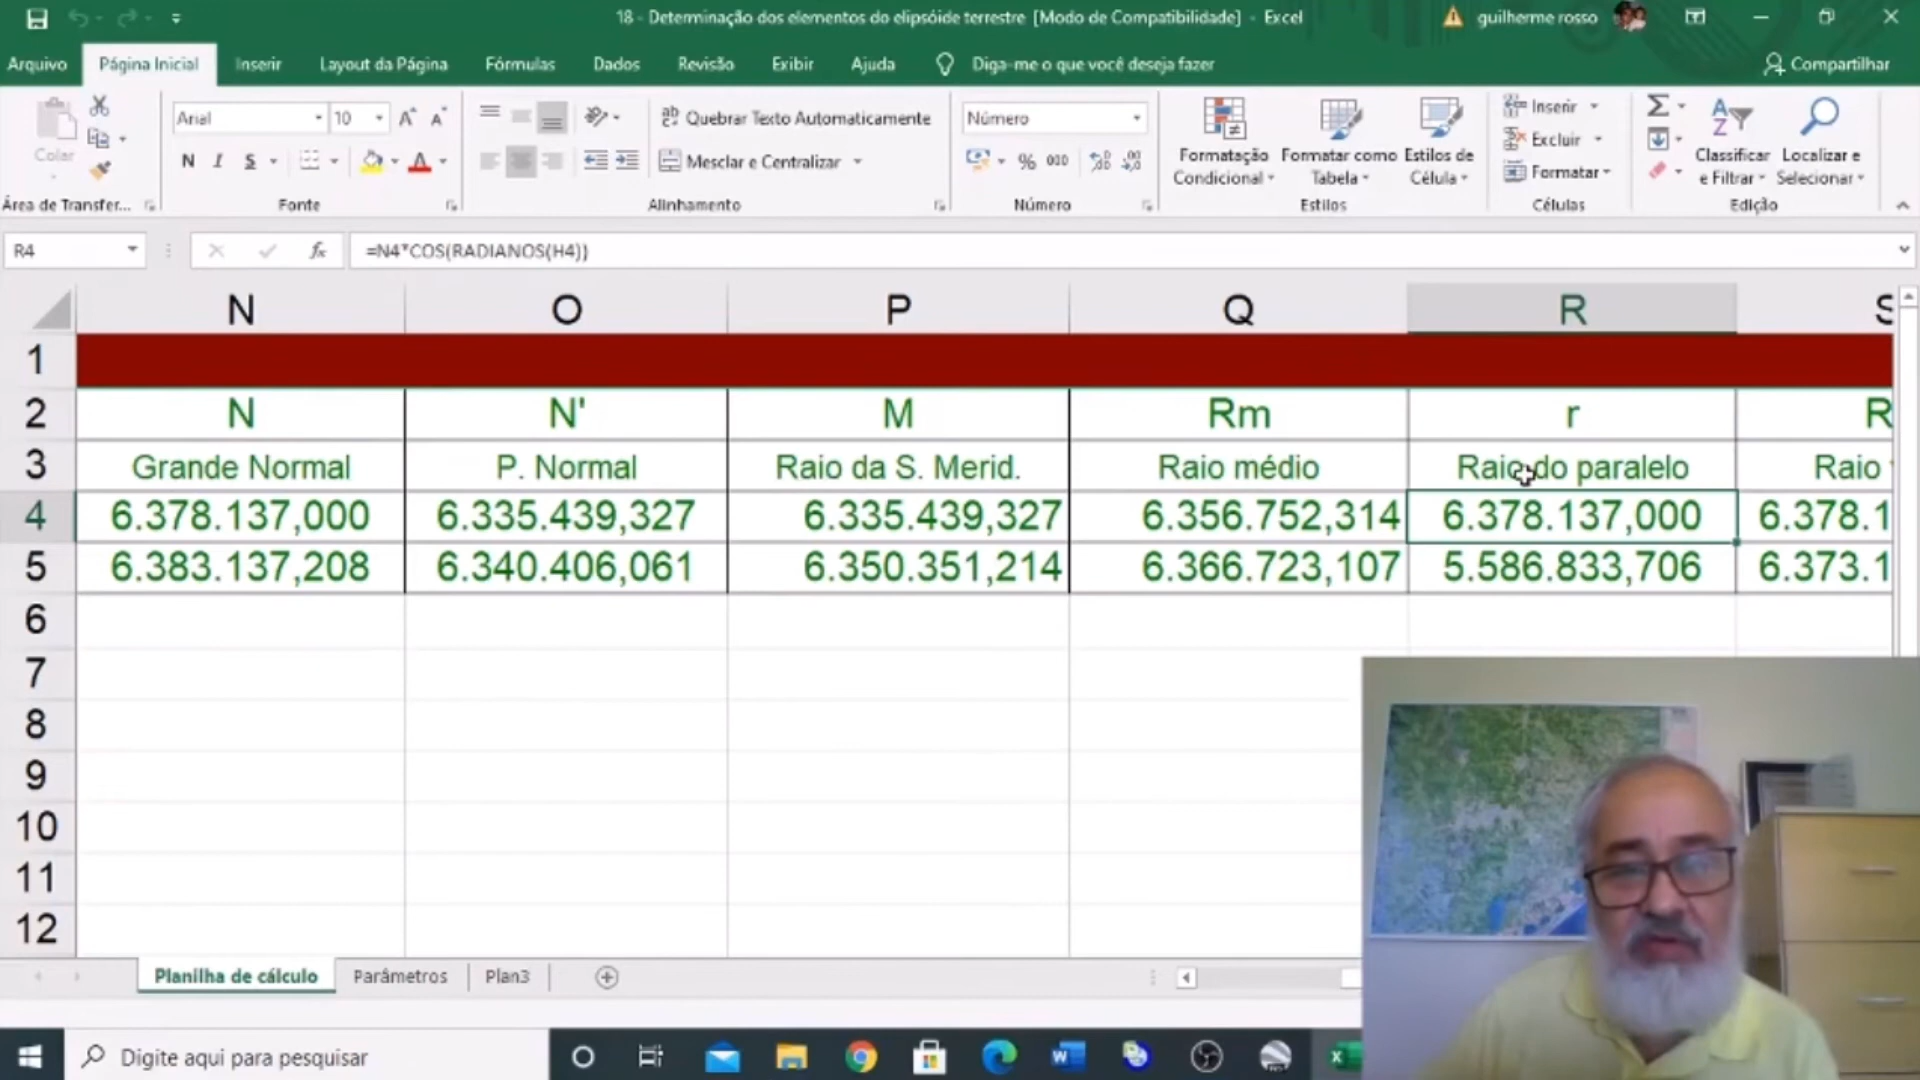 18 - Determinação dos elementos do elipsóide terrestre [Modo de Compatibilidade] - Excel
guilherme rosso
Arquivo Página Inicial Inserir Layout da Página Fórmulas Dados Revisão Exibir Ajuda Diga-me o que você deseja fazer Compartilhar
Colar
Área de Transfer...
Arial 10
N I S
Fonte
Quebrar Texto Automaticamente
Mesclar e Centralizar
Alinhamento
Número
% 000
Número
Formatação Condicional
Formatar como Tabela
Estilos de Célula
Estilos
Inserir
Excluir
Formatar
Células
Classificar e Filtrar
Localizar e Selecionar
Edição
R4 fx =N4*COS(RADIANOS(H4))
N O P Q R S
1
2 N N' M Rm r R
3 Grande Normal P. Normal Raio da S. Merid. Raio médio Raio do paralelo Raio
4 6.378.137,000 6.335.439,327 6.335.439,327 6.356.752,314 6.378.137,000 6.378.1
5 6.383.137,208 6.340.406,061 6.350.351,214 6.366.723,107 5.586.833,706 6.373.1
6
7
8
9
10
11
12
Planilha de cálculo Parâmetros Plan3
Digite aqui para pesquisar